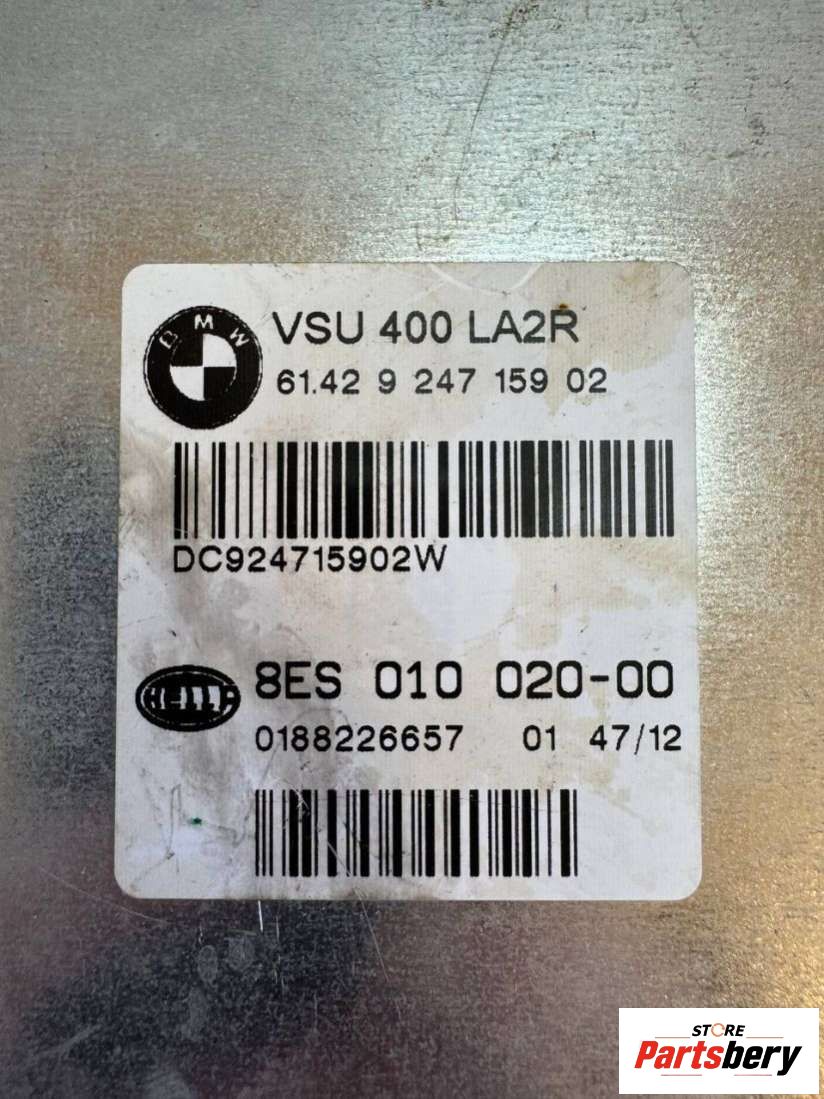 BMW
VSU 400 LA2R
61.42 9 247 159 02
DC924715902W
8ES 010 020-00
0188226657 01 47/12
STORE
Partsbery